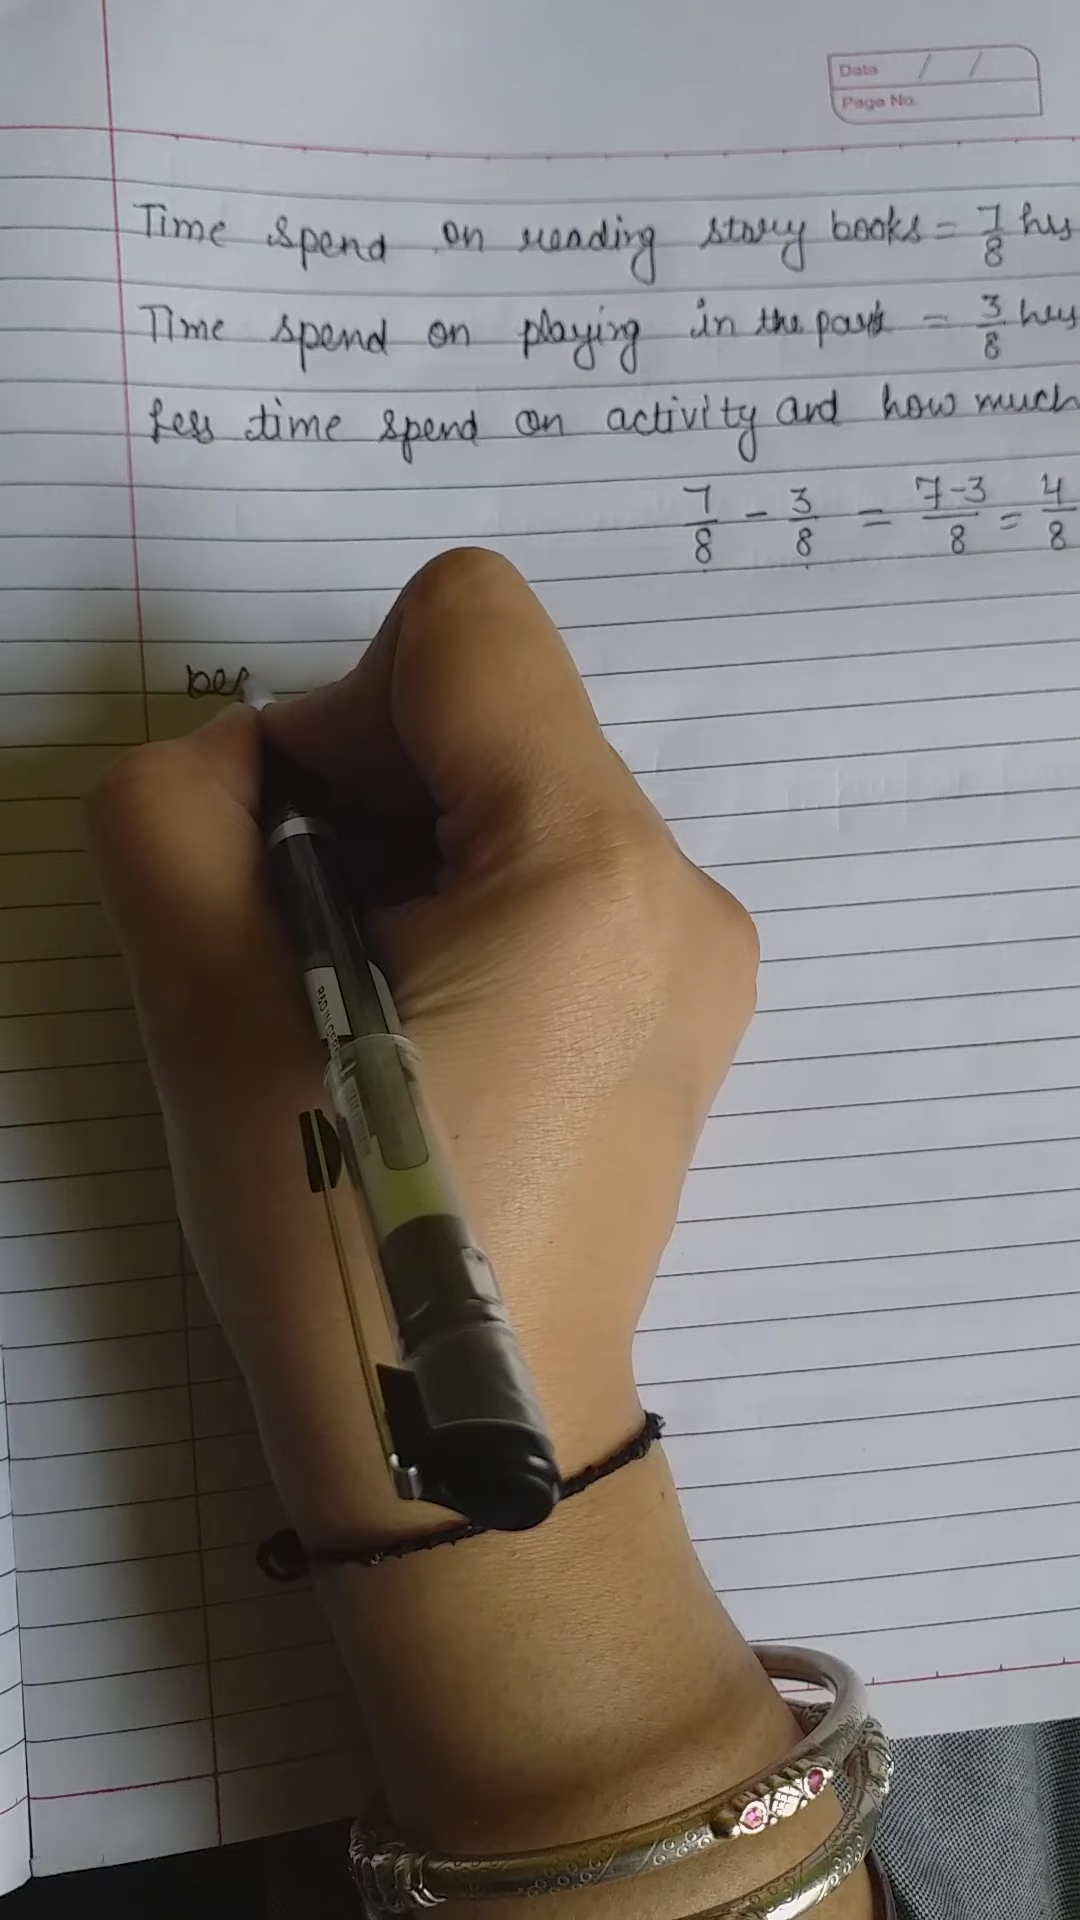 Date / /
Page No.
Time spend on reading story books = 7/8 hrs
Time spend on playing in the park = 3/8 hrs
Less time spend on activity and how much
7/8 - 3/8 = 7-3/8 = 4/8